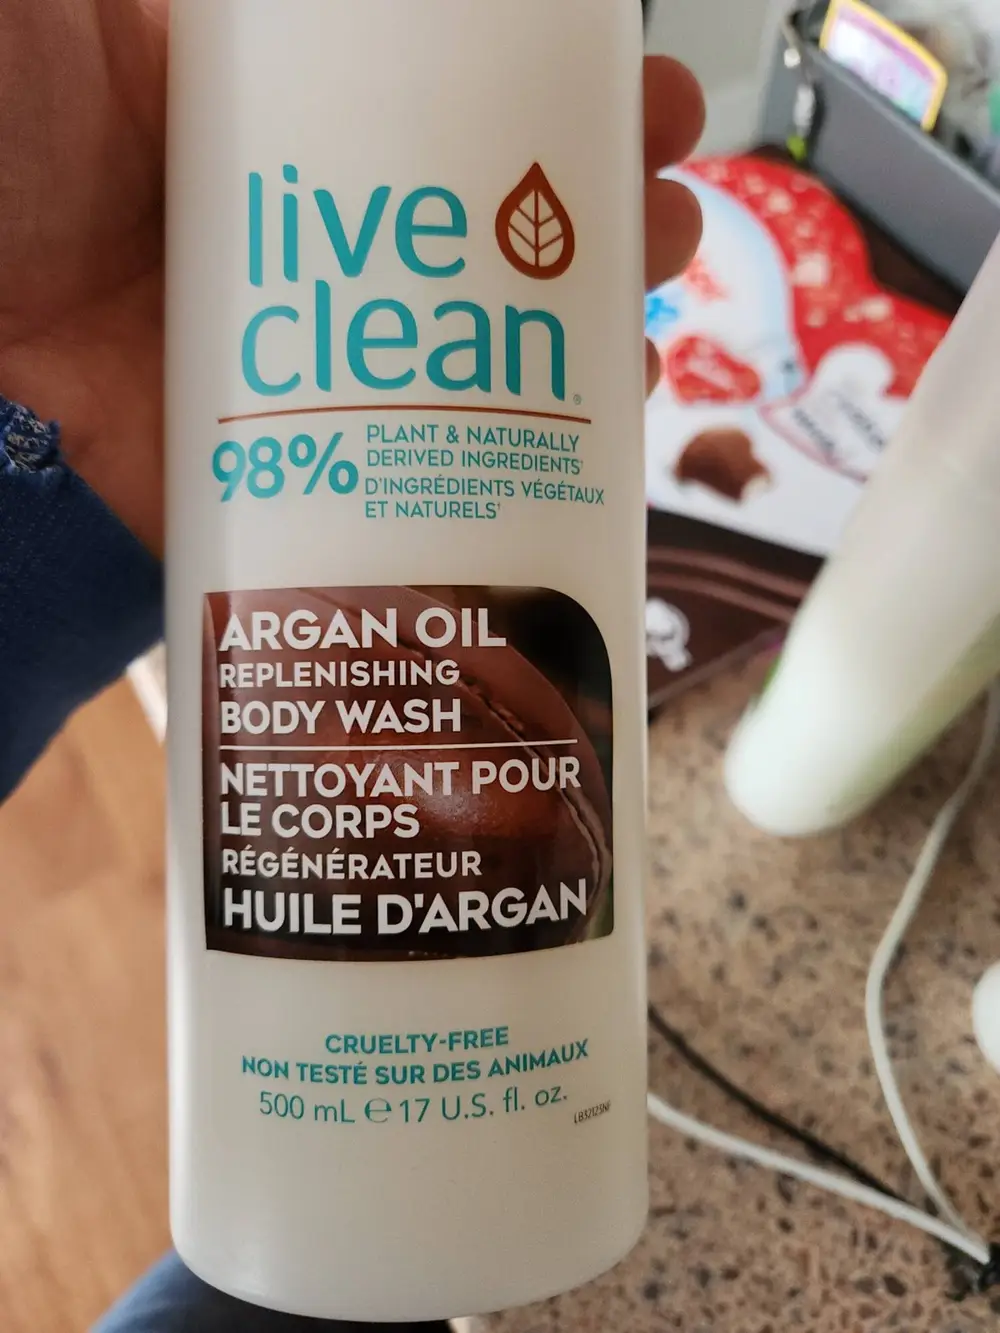 live
clean®
98% PLANT & NATURALLY
DERIVED INGREDIENTS†
D'INGRÉDIENTS VÉGÉTAUX
ET NATURELS†
ARGAN OIL
REPLENISHING
BODY WASH
NETTOYANT POUR
LE CORPS
RÉGÉNÉRATEUR
HUILE D'ARGAN
CRUELTY-FREE
NON TESTÉ SUR DES ANIMAUX
500 mL ℮ 17 U.S. fl. oz.